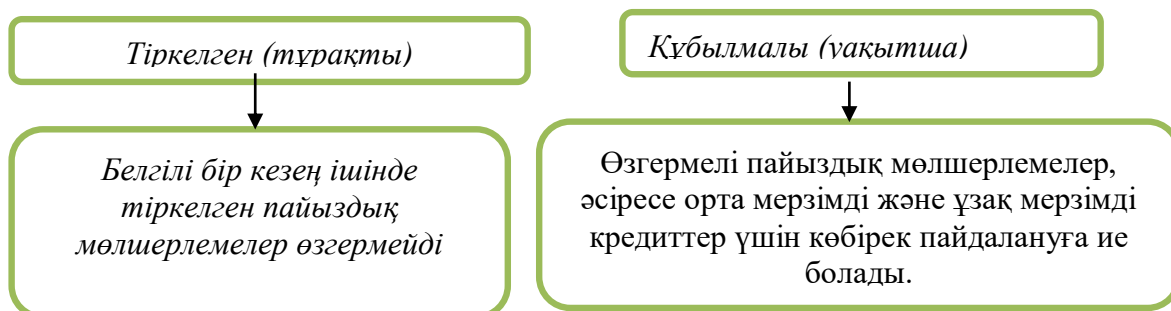 Тіркелген (тұрақты)
Белгілі бір кезең ішінде
тіркелген пайыздық
мөлшерлемелер өзгермейді
Құбылмалы (уақытша)
Өзгермелі пайыздық мөлшерлемелер,
әсіресе орта мерзімді және ұзақ мерзімді
кредиттер үшін көбірек пайдалануға ие
болады.